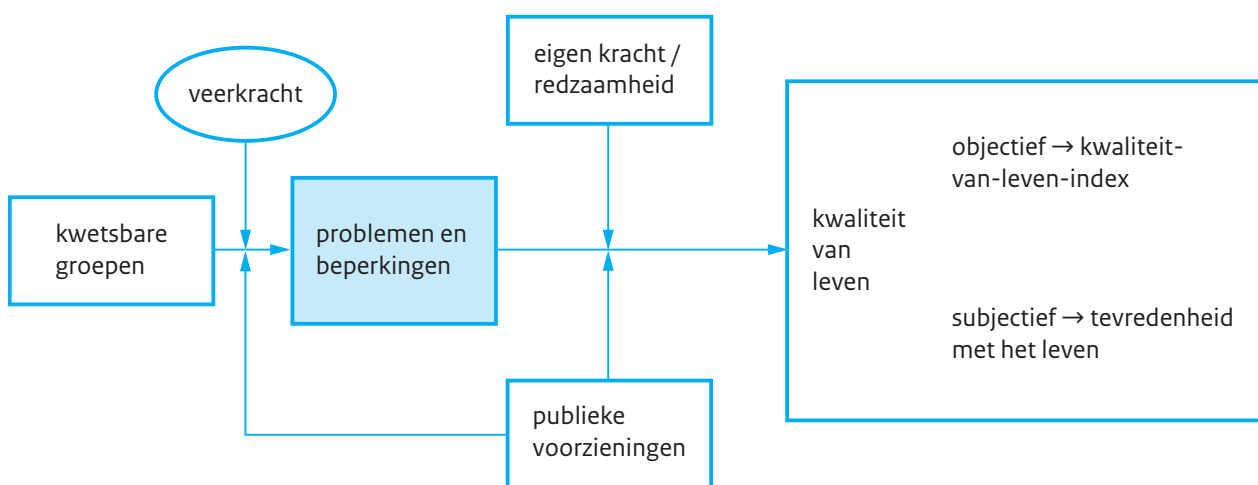 veerkracht
eigen kracht /
redzaamheid
kwetsbare
groepen
problemen en
beperkingen
kwaliteit
van
leven
objectief → kwaliteit-
van-leven-index
subjectief → tevredenheid
met het leven
publieke
voorzieningen